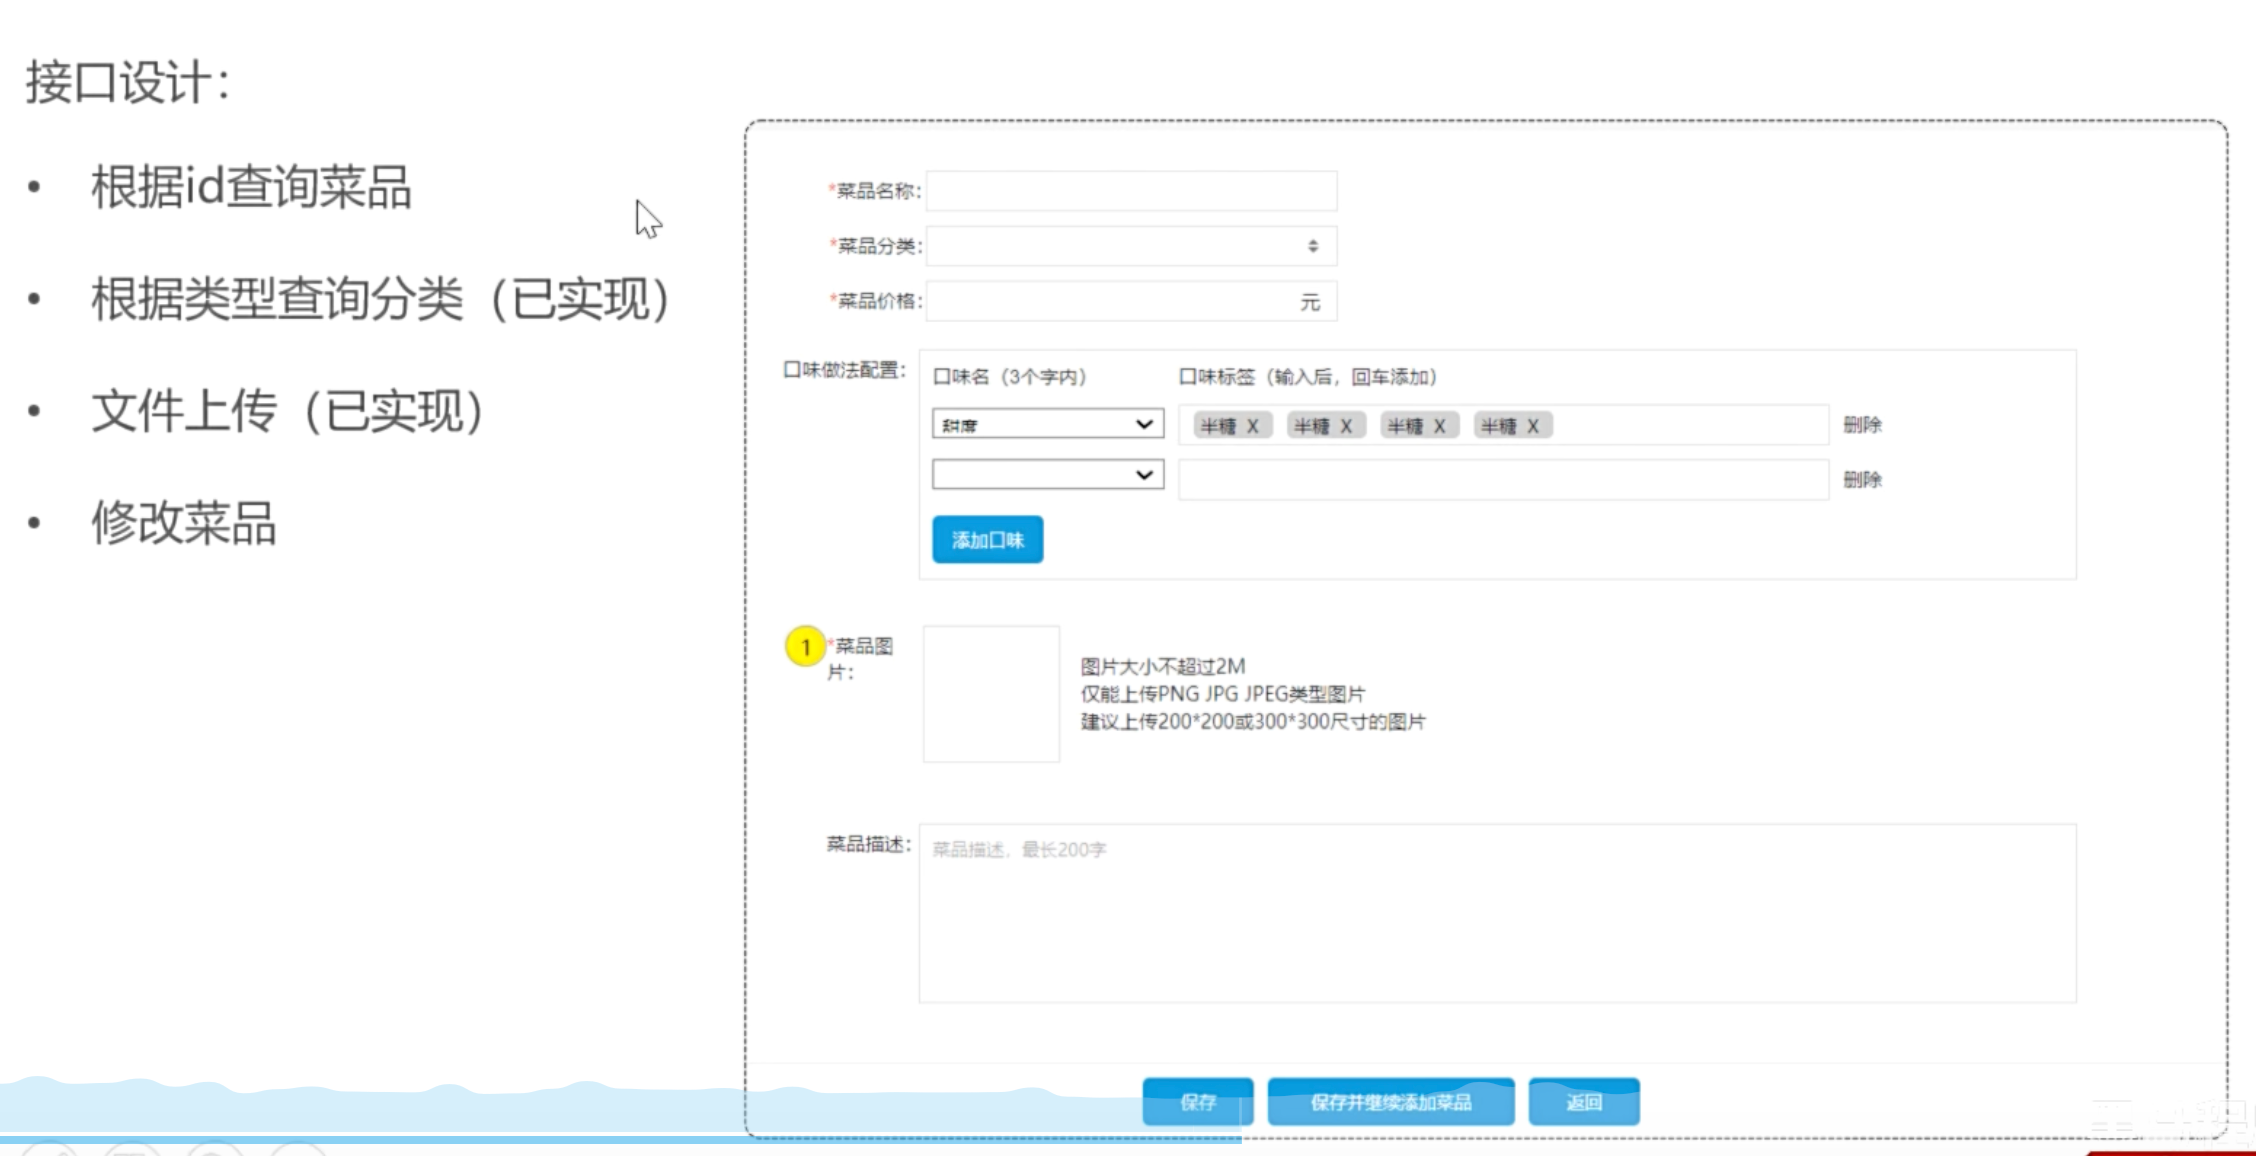 接口设计：
• 根据id查询菜品
• 根据类型查询分类（已实现）
• 文件上传（已实现）
• 修改菜品
*菜品名称：
*菜品分类：
*菜品价格： 元
口味做法配置： 口味名（3个字内） 口味标签（输入后，回车添加）
甜度 半糖 X 半糖 X 半糖 X 半糖 X 删除
删除
添加口味
1 *菜品图
片：
图片大小不超过2M
仅能上传PNG JPG JPEG类型图片
建议上传200*200或300*300尺寸的图片
菜品描述： 菜品描述，最长200字
保存 保存并继续添加菜品 返回